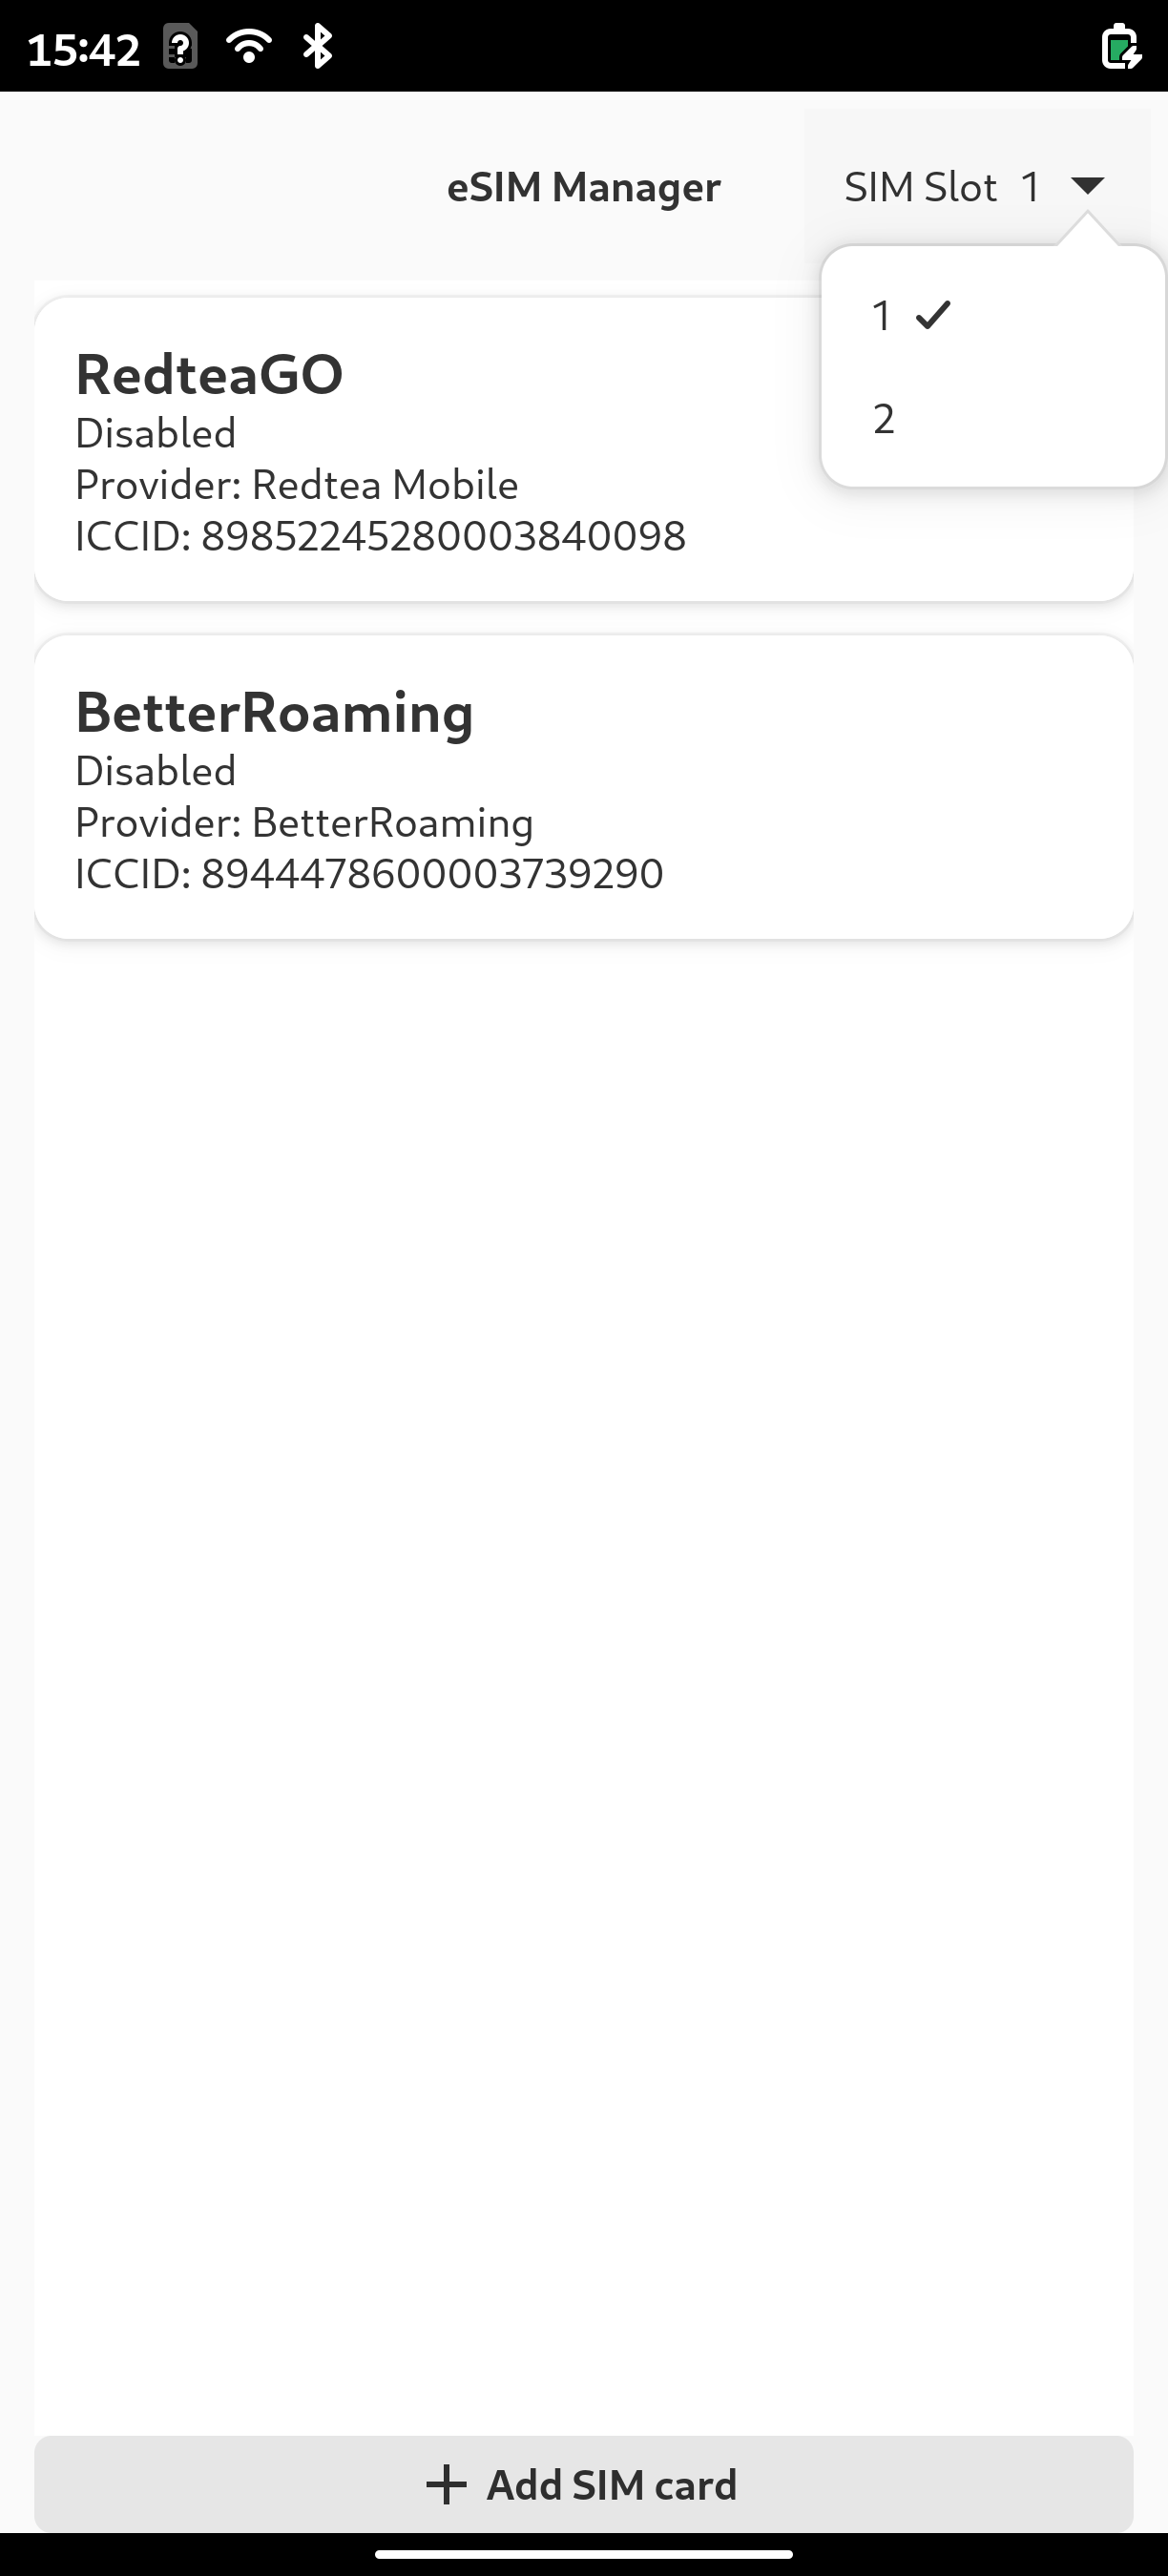 15:42
eSIM Manager
SIM Slot 1
1
2
RedteaGO
Disabled
Provider: Redtea Mobile
ICCID: 89852245280003840098
BetterRoaming
Disabled
Provider: BetterRoaming
ICCID: 8944478600003739290
Add SIM card